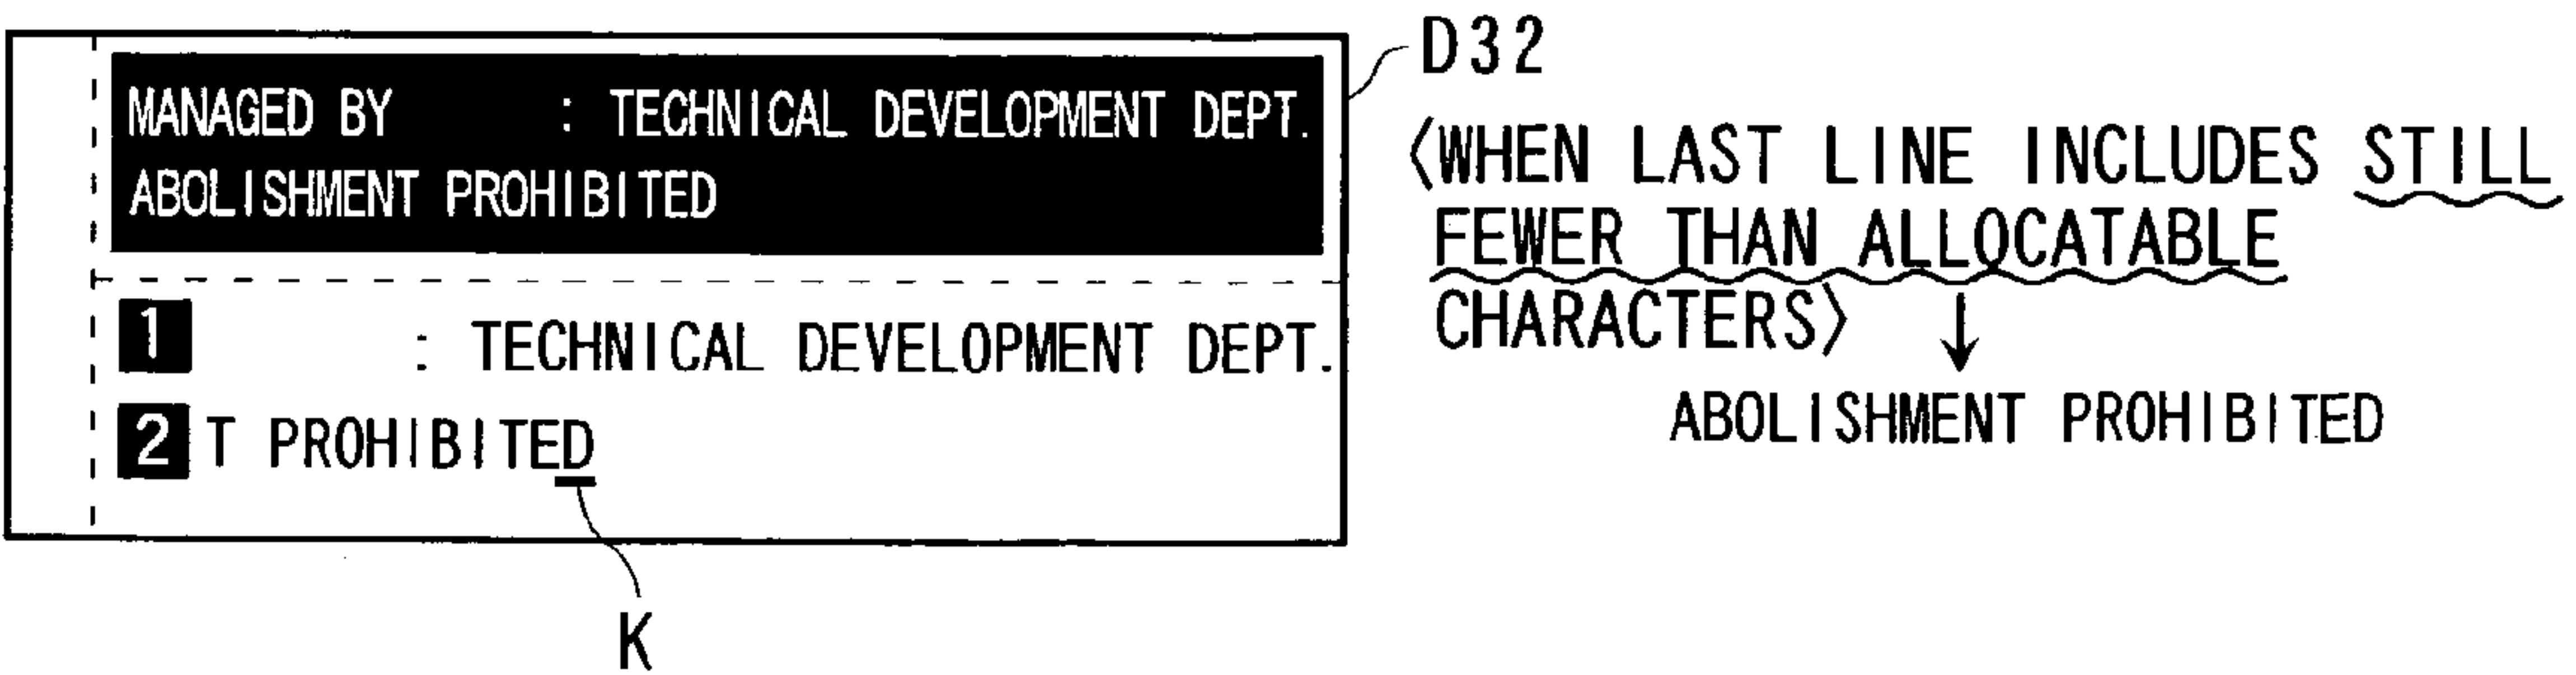 D32
MANAGED BY : TECHNICAL DEVELOPMENT DEPT.
ABOLISHMENT PROHIBITED
1 : TECHNICAL DEVELOPMENT DEPT.
2 T PROHIBITED
K
<WHEN LAST LINE INCLUDES STILL
FEWER THAN ALLOCATABLE
CHARACTERS>
↓
ABOLISHMENT PROHIBITED